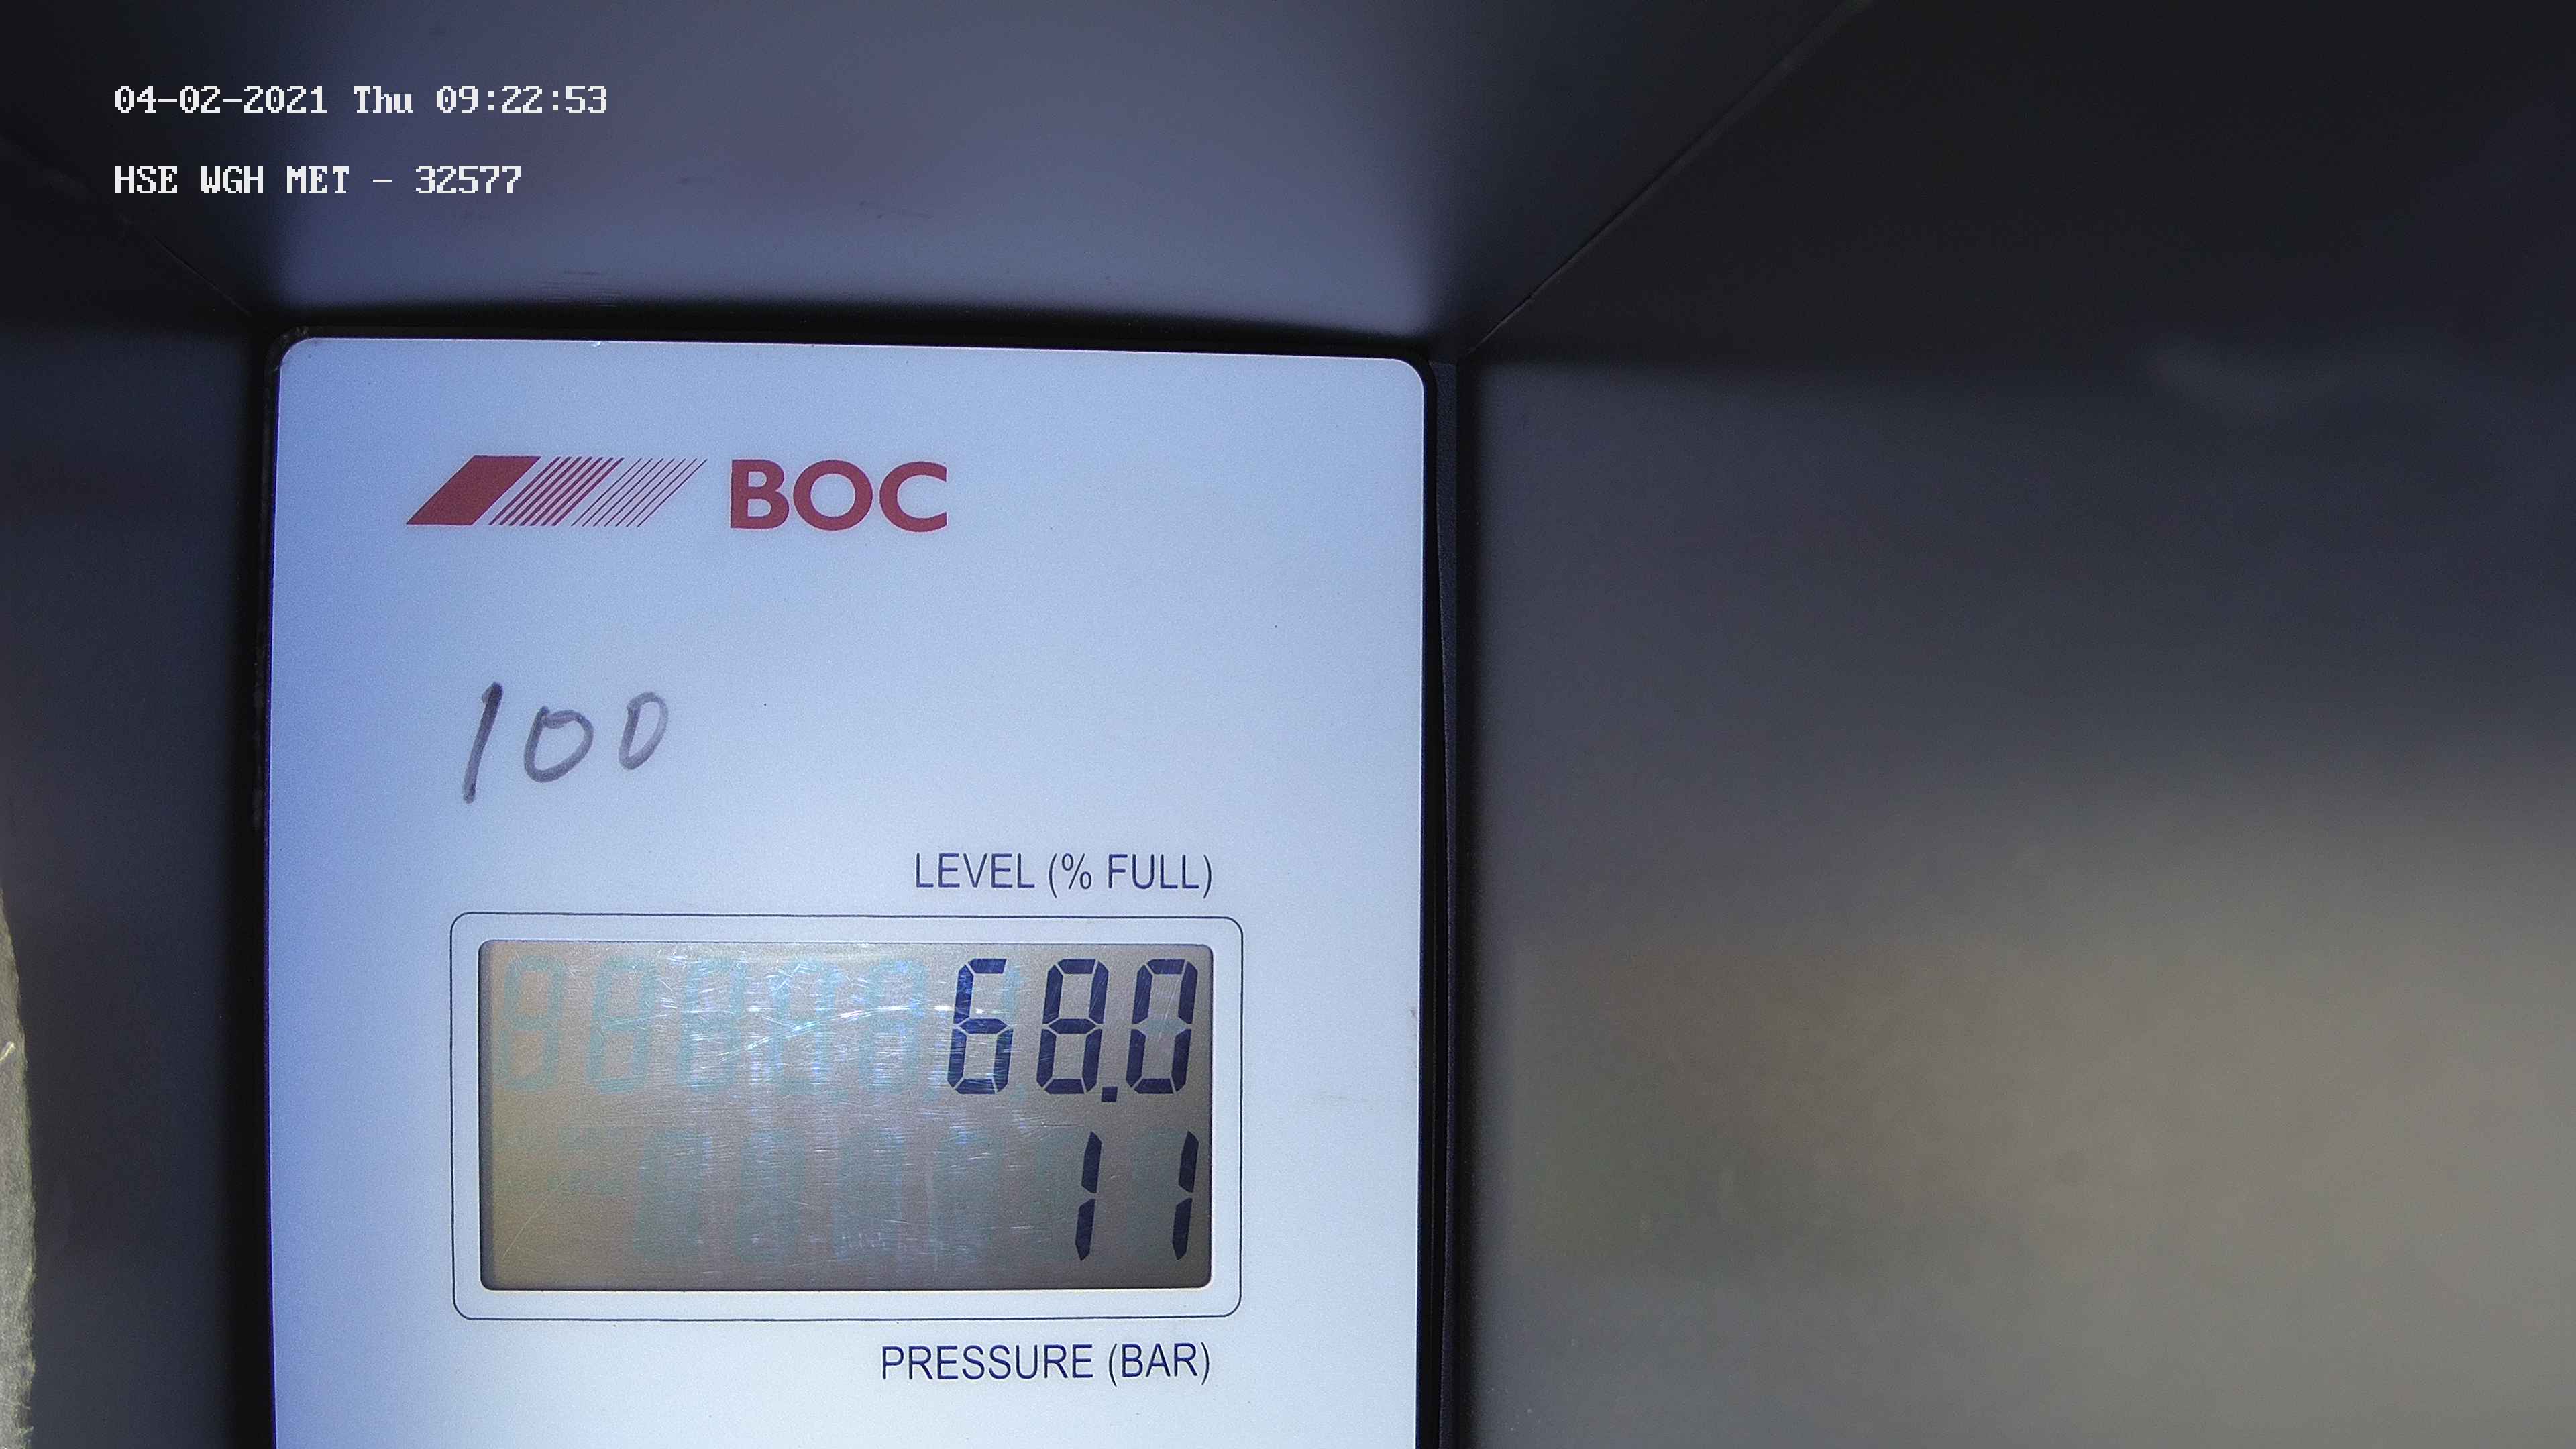 04-02-2021 Thu 09:22:53
HSE WGH MET - 32577
BOC
100
LEVEL (% FULL)
68.0
11
PRESSURE (BAR)